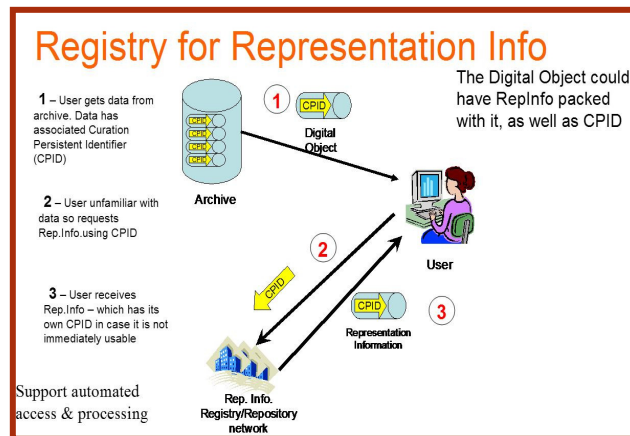 Registry for Representation Info
1 – User gets data from
archive. Data has
associated Curation
Persistent Identifier
(CPID)
2 – User unfamiliar with
data so requests
Rep.Info.using CPID
3 – User receives
Rep.Info – which has its
own CPID in case it is not
immediately usable
Support automated
access & processing
CPID
CPID
CPID
CPID
Archive
1
CPID
Digital
Object
The Digital Object could
have RepInfo packed
with it, as well as CPID
User
2
CPID
CPID
3
Representation
Information
Rep. Info.
Registry/Repository
network